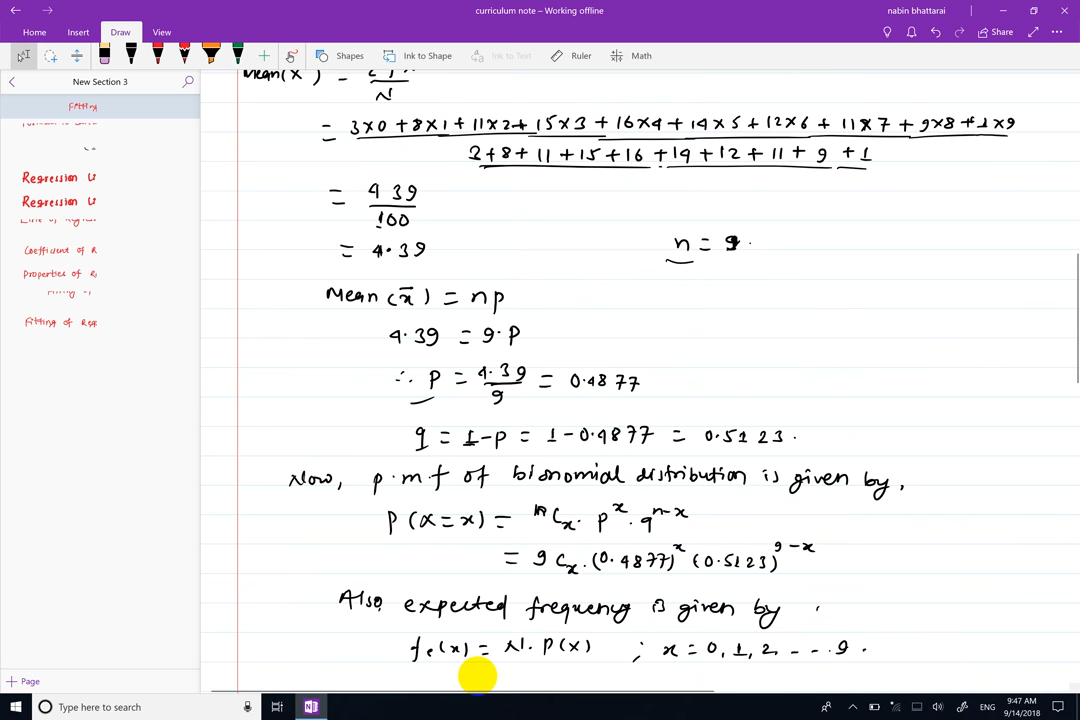 curriculum note – Working offline
nabin bhattarai
Home Insert Draw View
Share
Shapes Ink to Shape Ink to Text Ruler Math
New Section 3
Fitting
Regression L
Regression L
Coefficient of R
Properties of R
Fitting of Regr
Mean(x̄) =
N
= 3×0 + 8×1 + 11×2 + 15×3 + 16×4 + 14×5 + 12×6 + 11×7 + 9×8 + 1×9
3+8+11+15+16+14+12+11+9+1
= 439
100
= 4.39
n = 9.
Mean(x̄) = np
4.39 = 9.P
∴ P = 4.39/9 = 0.4877
q = 1-P = 1-0.4877 = 0.5123.
Now, p.m.f of binomial distribution is given by,
P(X=x) = ⁿCₓ. pˣ. qⁿ⁻ˣ
= 9Cₓ.(0.4877)ˣ (0.5123)⁹⁻ˣ
Also, expected frequency is given by,
fₑ(x) = N. P(x) ; x = 0, 1, 2, - - . 9.
+ Page
Type here to search
ENG
9:47 AM
9/14/2018